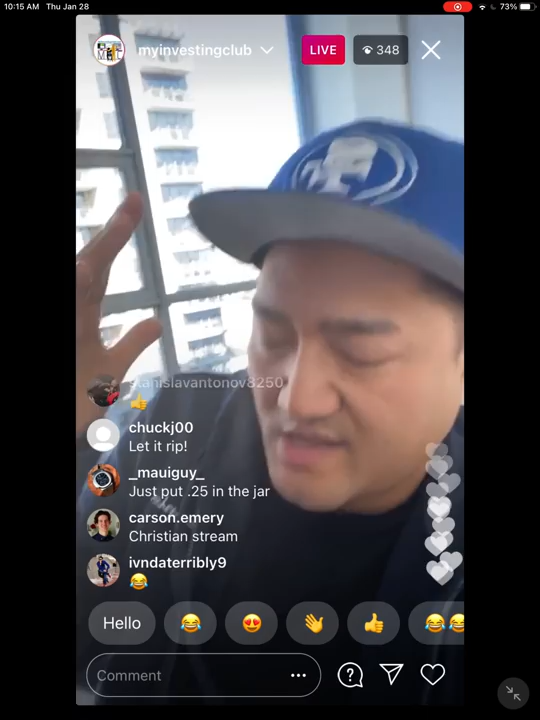 10:15 AM Thu Jan 28
73%
myinvestingclub
LIVE
348
stanislavantonov8250
chuckj00
Let it rip!
_mauiguy_
Just put .25 in the jar
carson.emery
Christian stream
ivndaterribly9
Hello
Comment